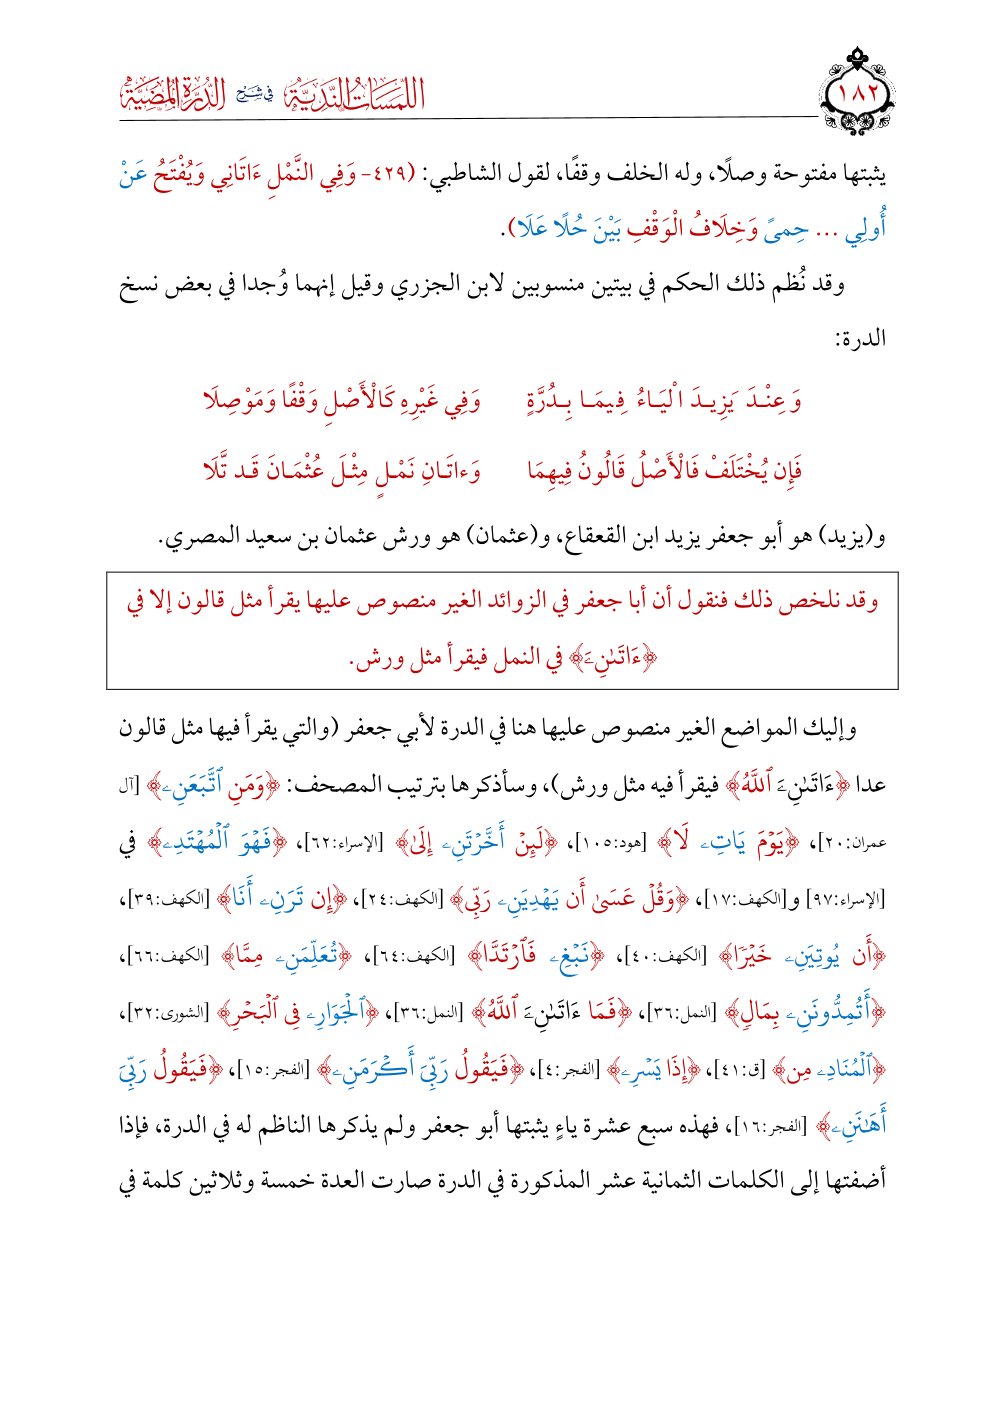 ١٨٢
اللمسات الندية في شرح الدرة المضية
يثبتها مفتوحة وصلًا، وله الخلف وقفًا، لقول الشاطبي: (٤٢٩- وَفِي النَّمْلِ ءَاتَانِي وَيُفْتَحُ عَنْ
أُولِي ... حِمىً وَخِلَافُ الْوَقْفِ بَيْنَ حُلًا عَلَا).
وقد نُظم ذلك الحكم في بيتين منسوبين لابن الجزري وقيل إنهما وُجدا في بعض نسخ
الدرة:
وَعِنْدَ يَزِيدَ الْيَاءُ فِيمَا بِدُرَّةٍ وَفِي غَيْرِهِ كَالْأَصْلِ وَقْفًا وَمَوْصِلَا
فَإِن يُخْتَلَفْ فَالْأَصْلُ قَالُونُ فِيهِمَا وَءاتَـانِ نَمْـلٍ مِثْـلَ عُثْمَـانَ قَـد تَّلَا
و(يزيد) هو أبو جعفر يزيد ابن القعقاع، و(عثمان) هو ورش عثمان بن سعيد المصري.
وقد نلخص ذلك فنقول أن أبا جعفر في الزوائد الغير منصوص عليها يقرأ مثل قالون إلا في
﴿ءَاتَىٰنِۦَ﴾ في النمل فيقرأ مثل ورش.
وإليك المواضع الغير منصوص عليها هنا في الدرة لأبي جعفر (والتي يقرأ فيها مثل قالون
عدا ﴿ءَاتَىٰنِۦَ ٱللَّهُ﴾ فيقرأ فيه مثل ورش)، وسأذكرها بترتيب المصحف: ﴿وَمَنِ ٱتَّبَعَنِۦ﴾ [آل
عمران:٢٠]، ﴿يَوْمَ يَاتِۦ لَا﴾ [هود:١٠٥]، ﴿لَئِنْ أَخَّرْتَنِۦ إِلَىٰ﴾ [الإسراء:٦٢]، ﴿فَهْوَ ٱلْمُهْتَدِۦ﴾ في
[الإسراء:٩٧] و[الكهف:١٧]، ﴿وَقُلْ عَسَىٰ أَن يَهْدِيَنِۦ رَبِّى﴾ [الكهف:٢٤]، ﴿إِن تَرَنِۦ أَنَا﴾ [الكهف:٣٩]،
﴿أَن يُوتِيَنِۦ خَيْرًا﴾ [الكهف:٤٠]، ﴿نَبْغِۦ فَٱرْتَدَّا﴾ [الكهف:٦٤]، ﴿تُعَلِّمَنِۦ مِمَّا﴾ [الكهف:٦٦]،
﴿أَتُمِدُّونَنِۦ بِمَالٍ﴾ [النمل:٣٦]، ﴿فَمَا ءَاتَىٰنِۦَ ٱللَّهُ﴾ [النمل:٣٦]، ﴿ٱلْجَوَارِۦ فِى ٱلْبَحْرِ﴾ [الشورى:٣٢]،
﴿ٱلْمُنَادِۦ مِن﴾ [ق:٤١]، ﴿إِذَا يَسْرِۦ﴾ [الفجر:٤]، ﴿فَيَقُولُ رَبِّىَ أَكْرَمَنِۦ﴾ [الفجر:١٥]، ﴿فَيَقُولُ رَبِّىَ
أَهَـٰنَنِۦ﴾ [الفجر:١٦]، فهذه سبع عشرة ياءٍ يثبتها أبو جعفر ولم يذكرها الناظم له في الدرة، فإذا
أضفتها إلى الكلمات الثمانية عشر المذكورة في الدرة صارت العدة خمسة وثلاثين كلمة في